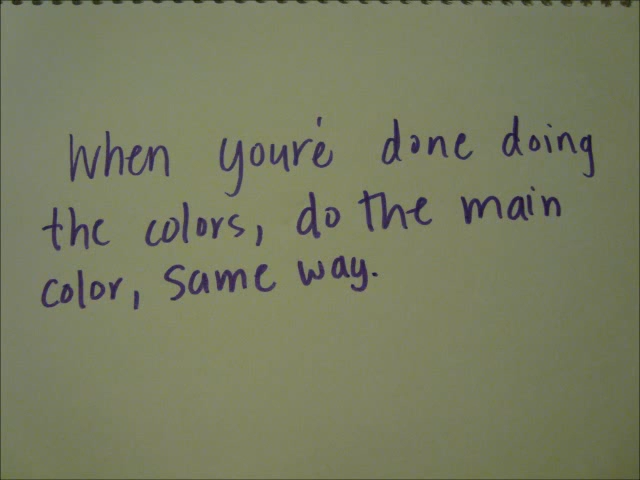 When you're done doing
the colors, do the main
color, same way.